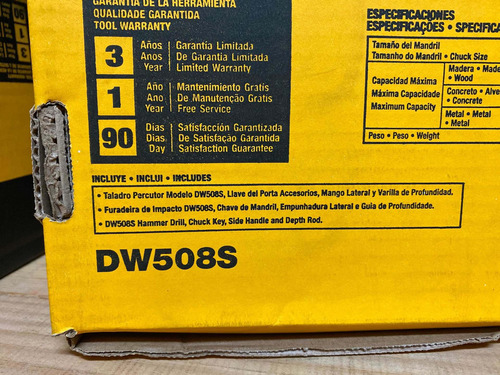 GARANTÍA DE LA HERRAMIENTA
QUALIDADE GARANTIDA
TOOL WARRANTY
3
Años | Garantía Limitada
Anos | De Garantía Limitada
Year | Limited Warranty
1
Año | Mantenimiento Gratis
Ano | De Manutenção Gratis
Year | Free Service
90
Dias | Satisfacción Garantizada
Dias | De Satisfação Garantida
Day | Satisfaction Guarantee
INCLUYE • INCLUI • INCLUDES
• Taladro Percutor Modelo DW508S, Llave del Porta Accesorios, Mango Lateral y Varilla de Profundidad.
• Furadeira de Impacto DW508S, Chave de Mandril, Empunhadura Lateral e Guia de Profundidade.
• DW508S Hammer Drill, Chuck Key, Side Handle and Depth Rod.
DW508S
ESPECIFICACIONES
ESPECIFICAÇÕES • SPECIFICA
Tamaño del Mandril
Tamanho do Mandril • Chuck Size
Capacidad Máxima
Máxima Capacidade
Maximum Capacity
Madera • Made
• Wood
Concreto • Alve
• Concrete
Metal • Metal
• Metal
Peso • Peso • Weight